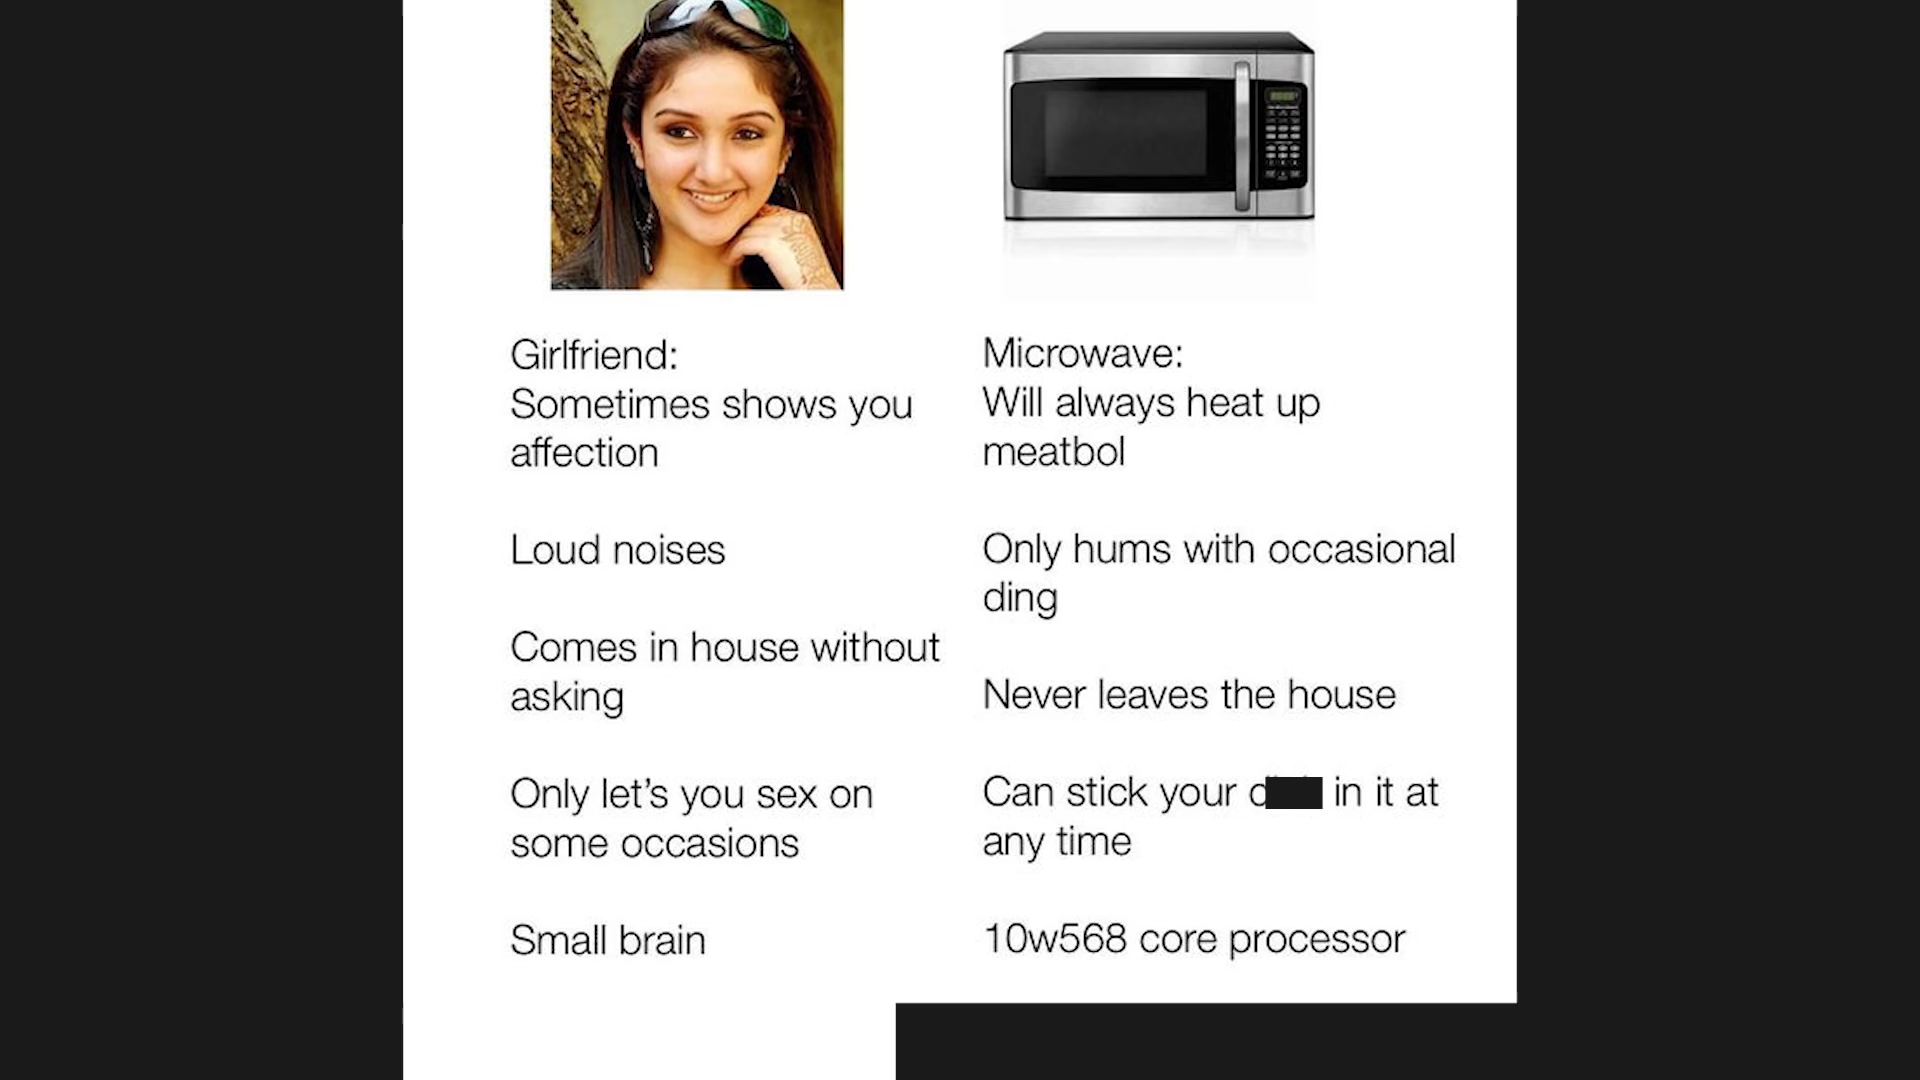 Girlfriend:
Sometimes shows you
affection
Loud noises
Comes in house without
asking
Only let's you sex on
some occasions
Small brain
Microwave:
Will always heat up
meatbol
Only hums with occasional
ding
Never leaves the house
Can stick your in it at
any time
10w568 core processor